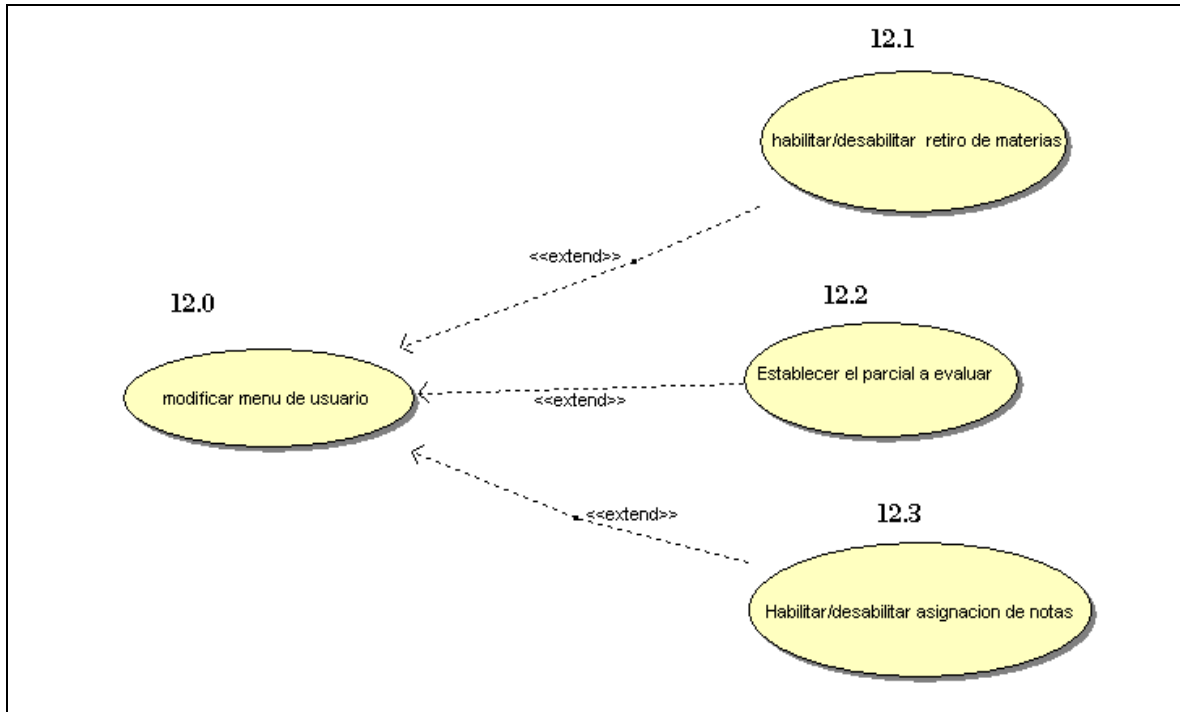 12.1
habilitar/desabilitar retiro de materias
<<extend>>
12.0
modificar menu de usuario
12.2
Establecer el parcial a evaluar
<<extend>>
12.3
<<extend>>
Habilitar/desabilitar asignacion de notas